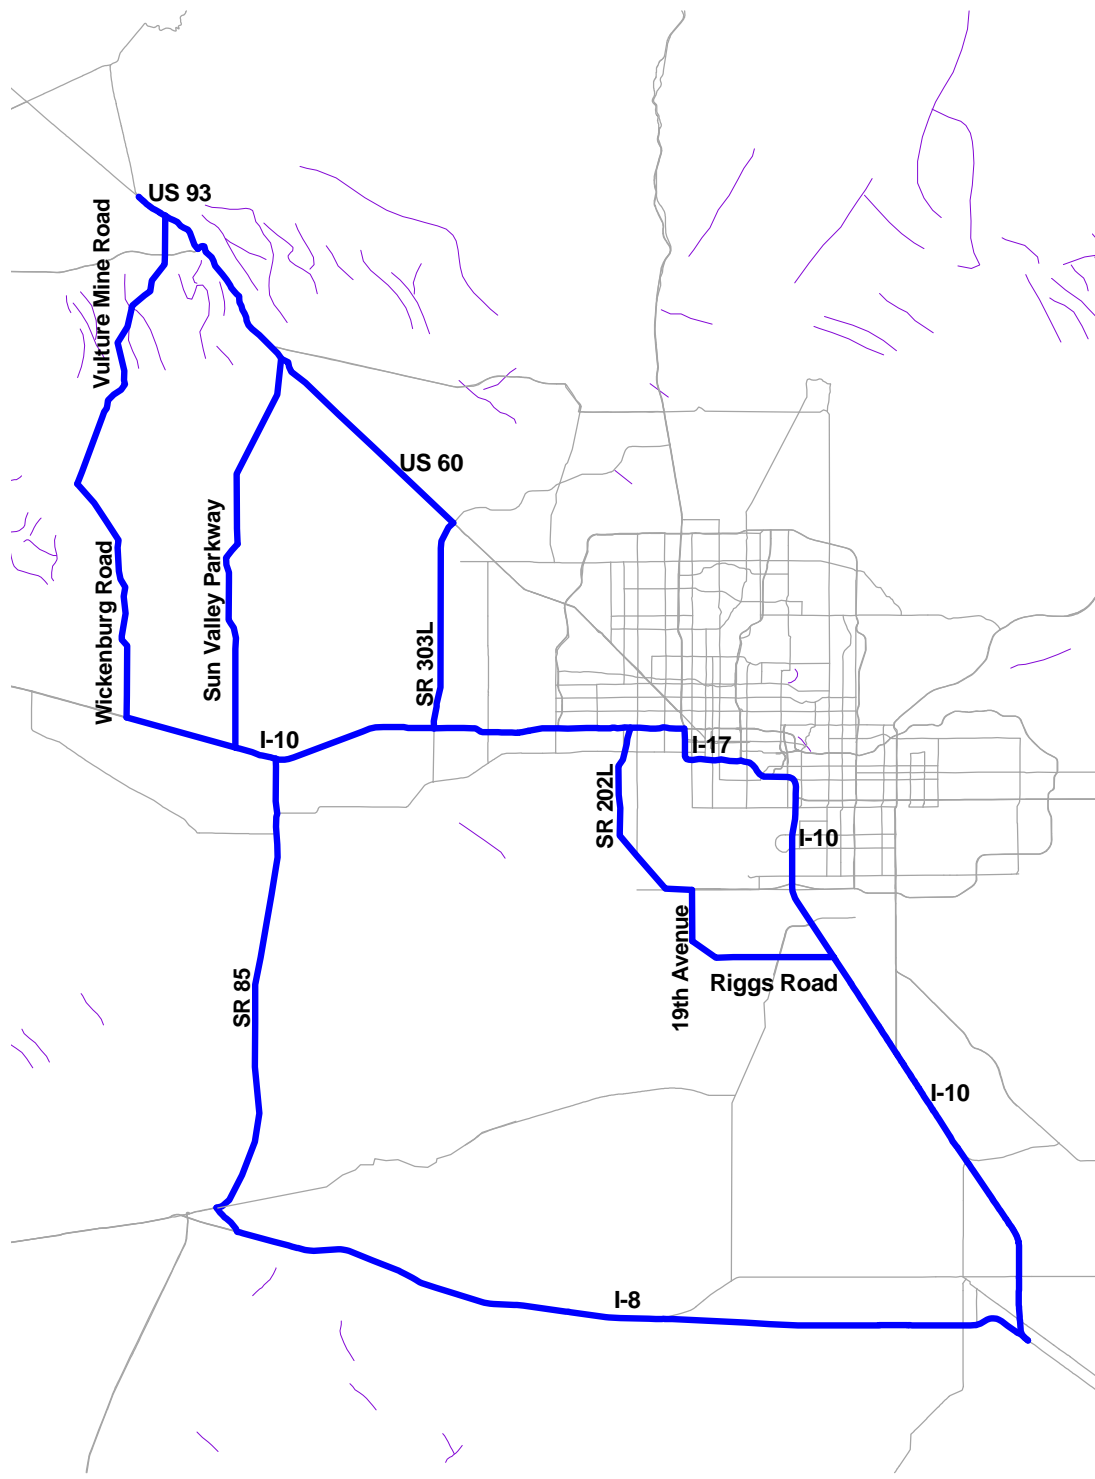 US 93
Vulture Mine Road
US 60
Sun Valley Parkway
Wickenburg Road
SR 303L
I-10
I-17
SR 202L
I-10
19th Avenue
Riggs Road
SR 85
I-10
I-8